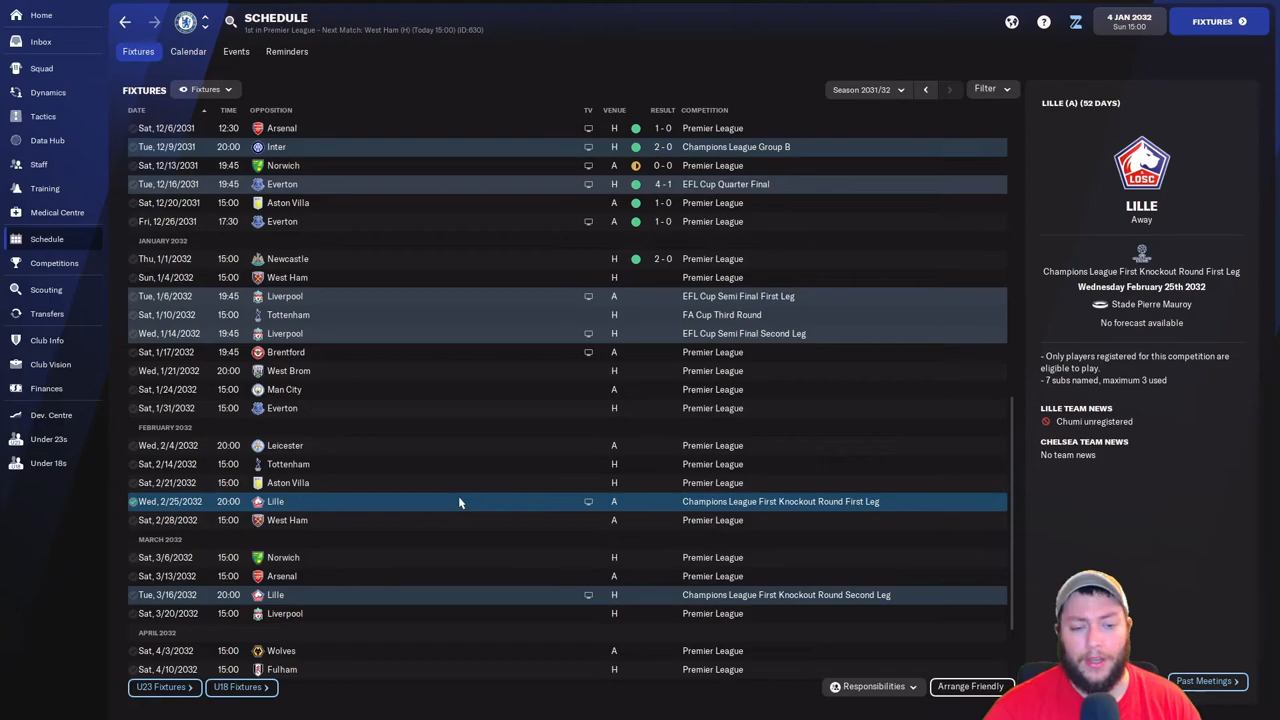 Home
Inbox
Squad
Dynamics
Tactics
Data Hub
Staff
Training
Medical Centre
Schedule
Competitions
Scouting
Transfers
Club Info
Club Vision
Finances
Dev. Centre
Under 23s
Under 18s
SCHEDULE
1st in Premier League - Next Match: West Ham (H) (Today 15:00) (ID:630)
4 JAN 2032
Sun 15:00
FIXTURES
Fixtures Calendar Events Reminders
FIXTURES Fixtures Season 2031/32 Filter
DATE TIME OPPOSITION TV VENUE RESULT COMPETITION
Sat, 12/6/2031 12:30 Arsenal H 1 - 0 Premier League
Tue, 12/9/2031 20:00 Inter H 2 - 0 Champions League Group B
Sat, 12/13/2031 19:45 Norwich A 0 - 0 Premier League
Tue, 12/16/2031 19:45 Everton H 4 - 1 EFL Cup Quarter Final
Sat, 12/20/2031 15:00 Aston Villa A 1 - 0 Premier League
Fri, 12/26/2031 17:30 Everton A 1 - 0 Premier League
JANUARY 2032
Thu, 1/1/2032 15:00 Newcastle H 2 - 0 Premier League
Sun, 1/4/2032 15:00 West Ham H Premier League
Tue, 1/6/2032 19:45 Liverpool A EFL Cup Semi Final First Leg
Sat, 1/10/2032 15:00 Tottenham H FA Cup Third Round
Wed, 1/14/2032 19:45 Liverpool H EFL Cup Semi Final Second Leg
Sat, 1/17/2032 19:45 Brentford A Premier League
Wed, 1/21/2032 20:00 West Brom H Premier League
Sat, 1/24/2032 15:00 Man City A Premier League
Sat, 1/31/2032 15:00 Everton H Premier League
FEBRUARY 2032
Wed, 2/4/2032 20:00 Leicester A Premier League
Sat, 2/14/2032 15:00 Tottenham H Premier League
Sat, 2/21/2032 15:00 Aston Villa H Premier League
Wed, 2/25/2032 20:00 Lille A Champions League First Knockout Round First Leg
Sat, 2/28/2032 15:00 West Ham A Premier League
MARCH 2032
Sat, 3/6/2032 15:00 Norwich H Premier League
Sat, 3/13/2032 15:00 Arsenal A Premier League
Tue, 3/16/2032 20:00 Lille H Champions League First Knockout Round Second Leg
Sat, 3/20/2032 15:00 Liverpool H Premier League
APRIL 2032
Sat, 4/3/2032 15:00 Wolves A Premier League
Sat, 4/10/2032 15:00 Fulham H Premier League
U23 Fixtures U18 Fixtures Responsibilities Arrange Friendly
LILLE (A) (52 DAYS)
LOSC
LILLE
Away
Champions League First Knockout Round First Leg
Wednesday February 25th 2032
Stade Pierre Mauroy
No forecast available
- Only players registered for this competition are
eligible to play.
- 7 subs named, maximum 3 used
LILLE TEAM NEWS
Chumi unregistered
CHELSEA TEAM NEWS
No team news
Past Meetings